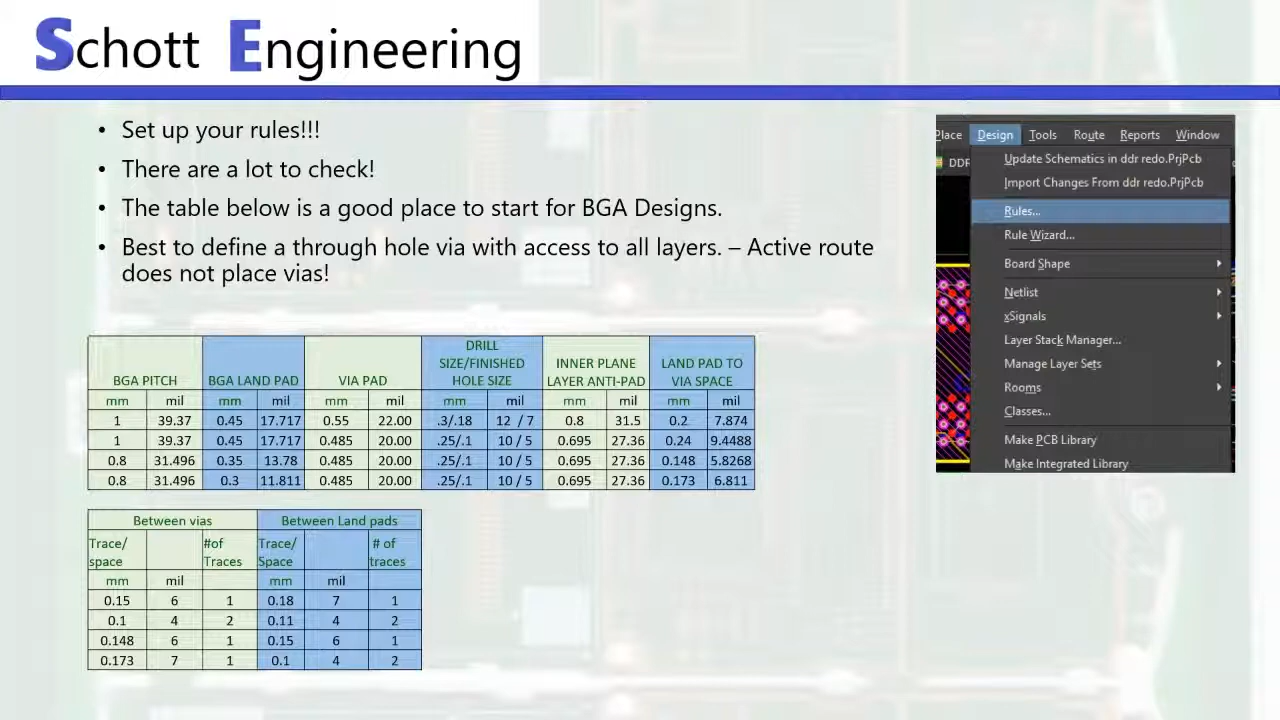 Schott Engineering
• Set up your rules!!!
• There are a lot to check!
• The table below is a good place to start for BGA Designs.
• Best to define a through hole via with access to all layers. – Active route
does not place vias!
Place Design Tools Route Reports Window
DDR
Update Schematics in ddr redo.PrjPcb
Import Changes From ddr redo.PrjPcb
Rules...
Rule Wizard...
Board Shape
Netlist
xSignals
Layer Stack Manager...
Manage Layer Sets
Rooms
Classes...
Make PCB Library
Make Integrated Library
BGA PITCH BGA LAND PAD VIA PAD DRILL SIZE/FINISHED HOLE SIZE INNER PLANE LAYER ANTI-PAD LAND PAD TO VIA SPACE
mm mil mm mil mm mil mm mil mm mil mm mil
1 39.37 0.45 17.717 0.55 22.00 .3/.18 12 / 7 0.8 31.5 0.2 7.874
1 39.37 0.45 17.717 0.485 20.00 .25/.1 10 / 5 0.695 27.36 0.24 9.4488
0.8 31.496 0.35 13.78 0.485 20.00 .25/.1 10 / 5 0.695 27.36 0.148 5.8268
0.8 31.496 0.3 11.811 0.485 20.00 .25/.1 10 / 5 0.695 27.36 0.173 6.811
Between vias Between Land pads
Trace/ space #of Traces Trace/ Space # of traces
mm mil mm mil
0.15 6 1 0.18 7 1
0.1 4 2 0.11 4 2
0.148 6 1 0.15 6 1
0.173 7 1 0.1 4 2